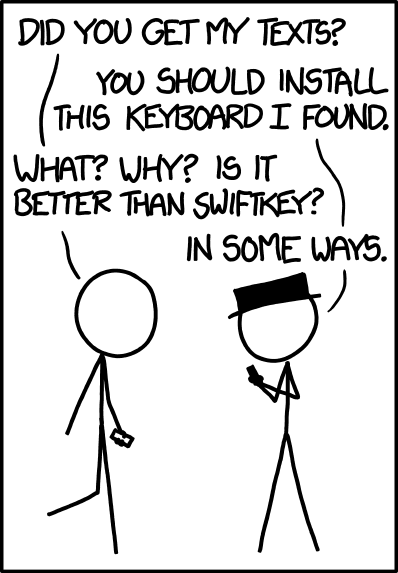 DID YOU GET MY TEXTS?
YOU SHOULD INSTALL
THIS KEYBOARD I FOUND.
WHAT? WHY? IS IT
BETTER THAN SWIFTKEY?
IN SOME WAYS.